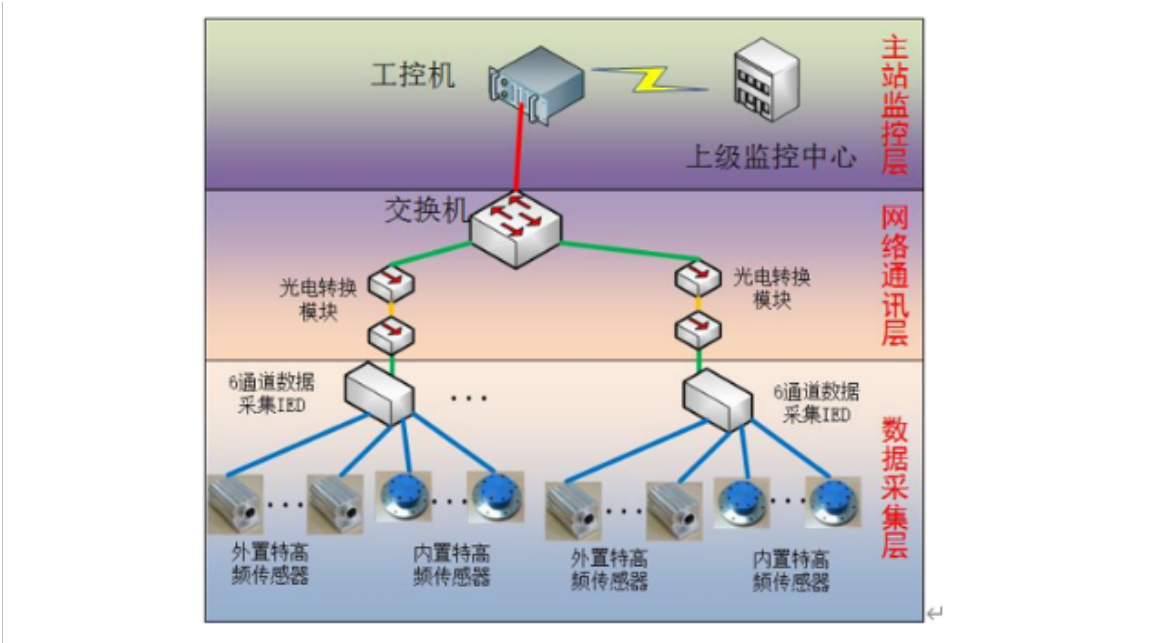 工控机
上级监控中心
主站监控层
交换机
光电转换
模块
光电转换
模块
网络通讯层
6通道数据
采集IED
...
6通道数据
采集IED
数据采集层
...
...
...
...
外置特高
频传感器
内置特高
频传感器
外置特高
频传感器
内置特高
频传感器